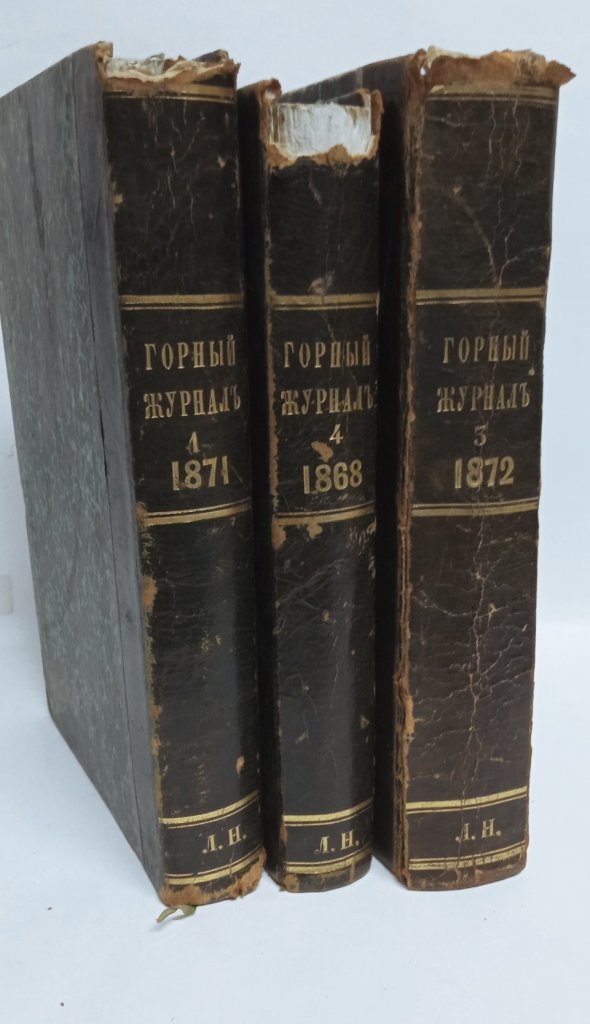 ГОРНЫЙ
ЖУРНАЛЪ
1
1871
Л. Н.
ГОРНЫЙ
ЖУРНАЛЪ
4
1868
Л. Н.
ГОРНЫЙ
ЖУРНАЛЪ
3
1872
Л. Н.